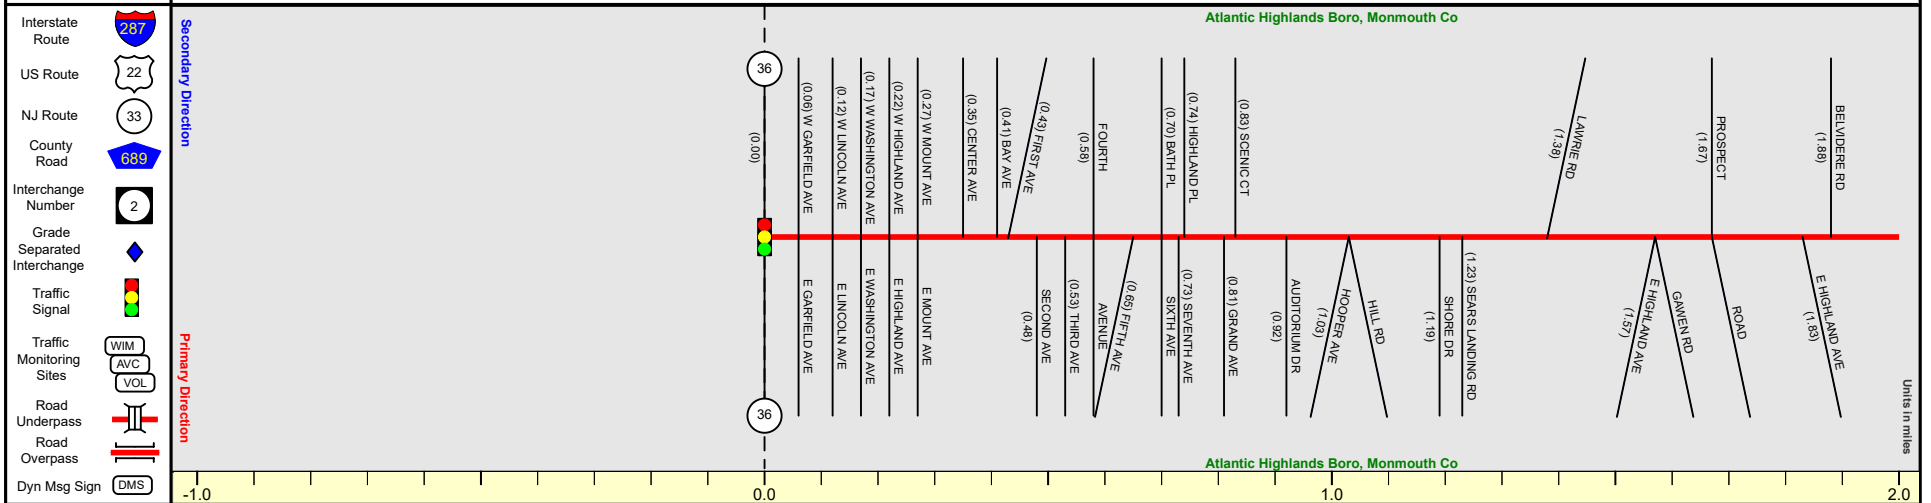 Interstate
Route
287
US Route
22
NJ Route
33
County
Road
689
Interchange
Number
2
Grade
Separated
Interchange
Traffic
Signal
Traffic
Monitoring
Sites
WIM
AVC
VOL
Road
Underpass
Road
Overpass
Dyn Msg Sign
DMS
Secondary Direction
Primary Direction
Atlantic Highlands Boro, Monmouth Co
36
(0.00)
(0.06) W GARFIELD AVE
(0.12) W LINCOLN AVE
(0.17) W WASHINGTON AVE
(0.22) W HIGHLAND AVE
(0.27) W MOUNT AVE
(0.35) CENTER AVE
(0.41) BAY AVE
(0.43) FIRST AVE
FOURTH
(0.58)
(0.70) BATH PL
(0.74) HIGHLAND PL
(0.83) SCENIC CT
LAWRIE RD
(1.38)
PROSPECT
(1.67)
BELVIDERE RD
(1.88)
E GARFIELD AVE
E LINCOLN AVE
E WASHINGTON AVE
E HIGHLAND AVE
E MOUNT AVE
SECOND AVE
(0.48)
(0.53) THIRD AVE
AVENUE
(0.65) FIFTH AVE
SIXTH AVE
(0.73) SEVENTH AVE
(0.81) GRAND AVE
AUDITORIUM DR
(0.92)
HOOPER AVE
(1.03)
HILL RD
SHORE DR
(1.19)
(1.23) SEARS LANDING RD
E HIGHLAND AVE
(1.57)
GAWEN RD
ROAD
E HIGHLAND AVE
(1.83)
36
Units in miles
Atlantic Highlands Boro, Monmouth Co
-1.0
0.0
1.0
2.0